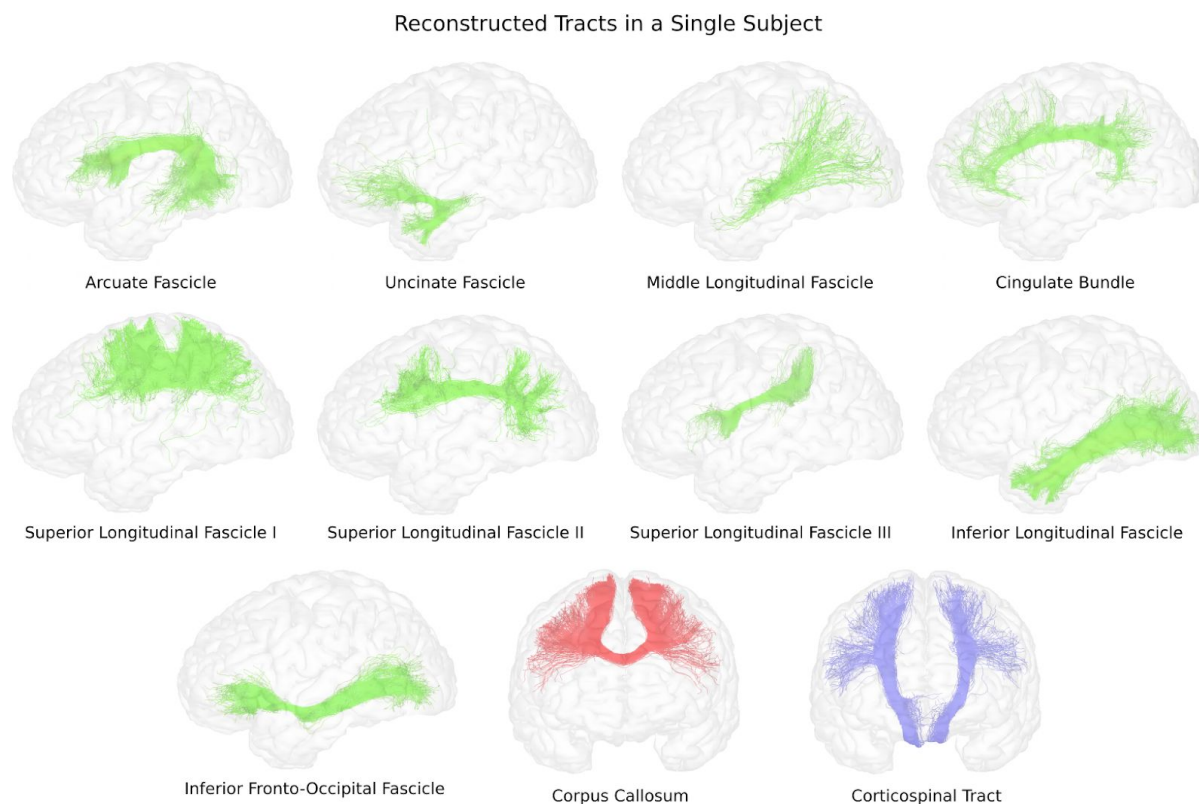 Reconstructed Tracts in a Single Subject
Arcuate Fascicle
Uncinate Fascicle
Middle Longitudinal Fascicle
Cingulate Bundle
Superior Longitudinal Fascicle I
Superior Longitudinal Fascicle II
Superior Longitudinal Fascicle III
Inferior Longitudinal Fascicle
Inferior Fronto-Occipital Fascicle
Corpus Callosum
Corticospinal Tract